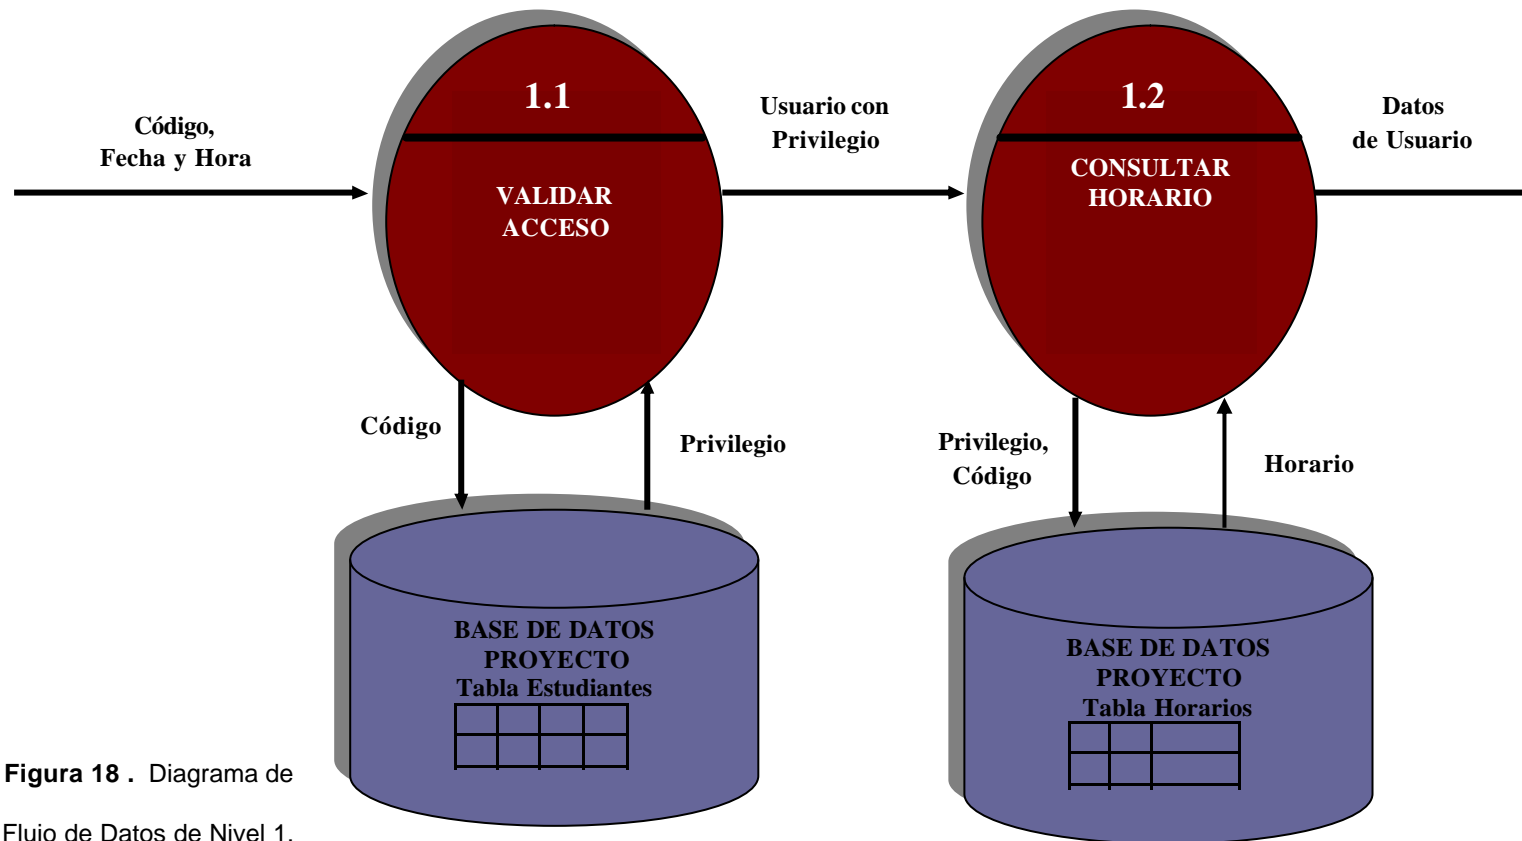 Código,
Fecha y Hora
1.1
VALIDAR
ACCESO
Usuario con
Privilegio
1.2
CONSULTAR
HORARIO
Datos
de Usuario
Código
Privilegio
Privilegio,
Código
Horario
BASE DE DATOS
PROYECTO
Tabla Estudiantes
BASE DE DATOS
PROYECTO
Tabla Horarios
Figura 18 . Diagrama de
Flujo de Datos de Nivel 1.